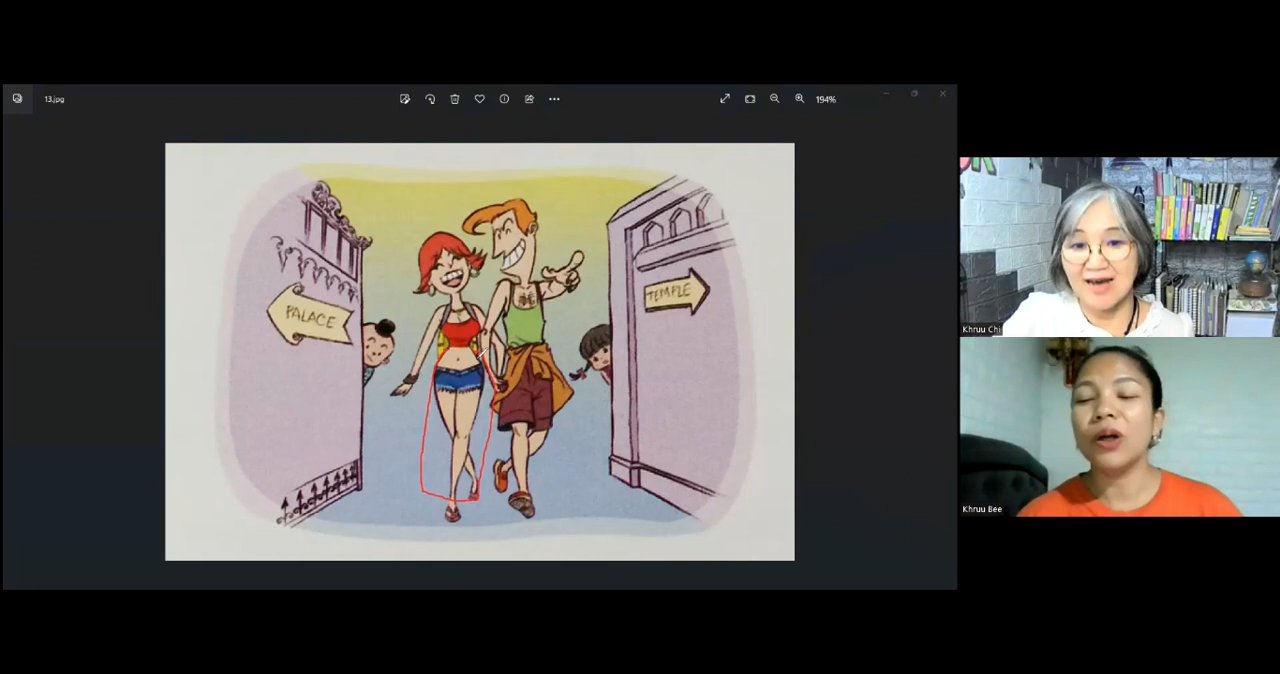 13.jpg
194%
PALACE
TEMPLE
Khruu Chi
Khruu Bee